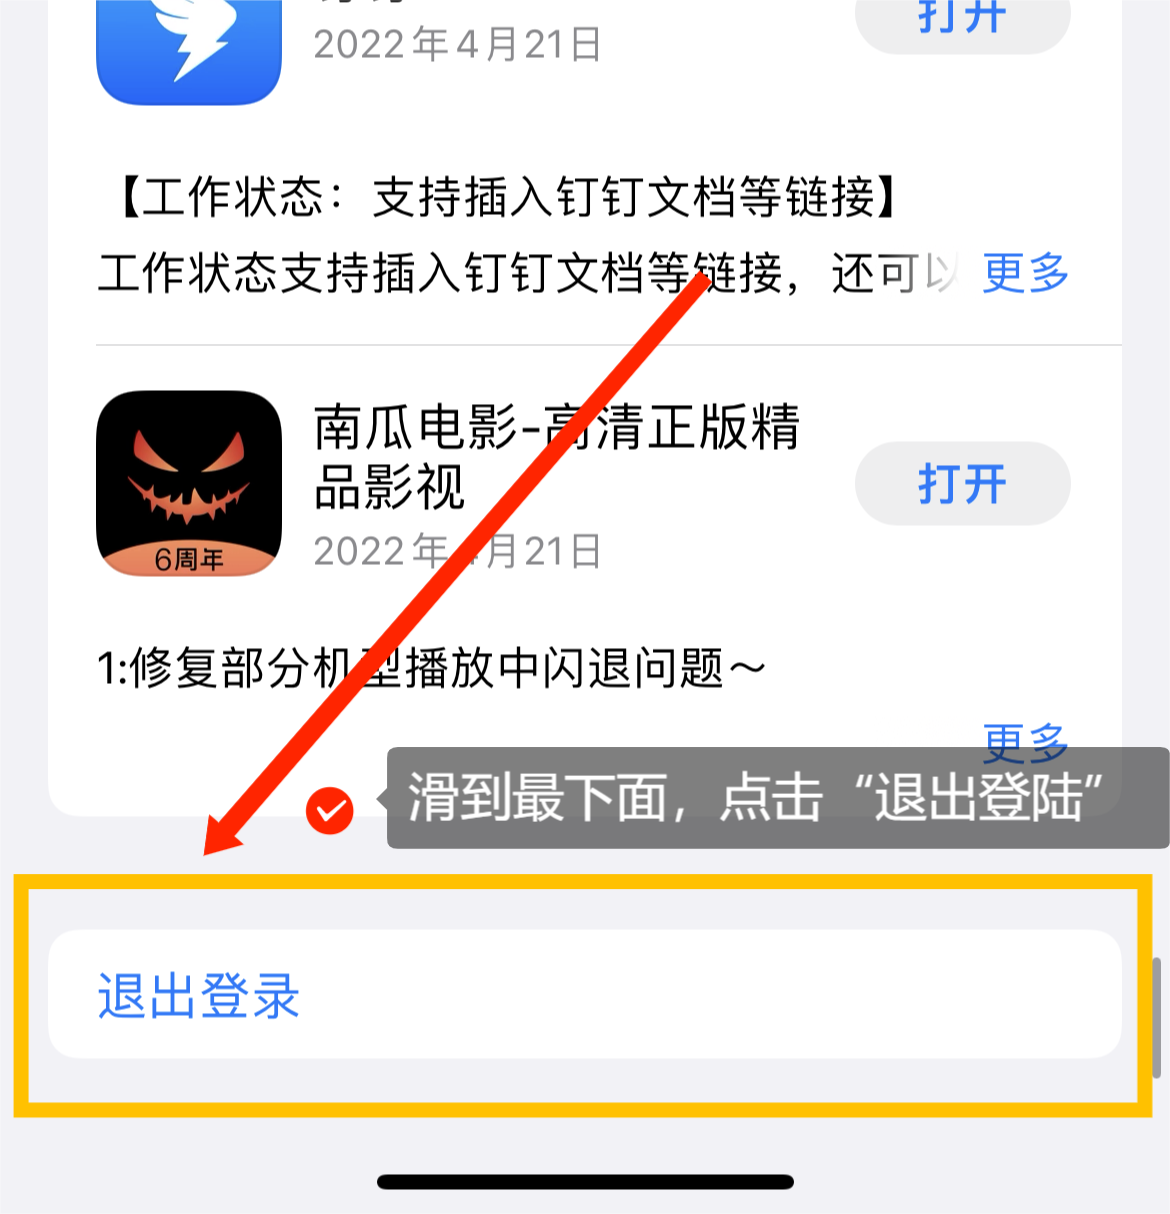 打开
2022年4月21日
【工作状态：支持插入钉钉文档等链接】
工作状态支持插入钉钉文档等链接，还可以 更多
南瓜电影-高清正版精
品影视
打开
2022年4月21日
6周年
1:修复部分机型播放中闪退问题～
更多
滑到最下面，点击“退出登陆”
退出登录